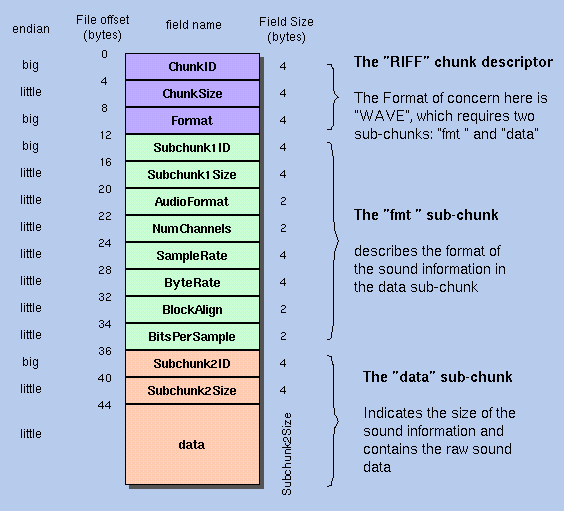 endian
File offset
(bytes)
field name
Field Size
(bytes)
0
big
ChunkID
4
4
little
ChunkSize
4
8
big
Format
4
12
big
Subchunk1ID
4
16
little
Subchunk1Size
4
20
little
AudioFormat
2
22
little
NumChannels
2
24
little
SampleRate
4
28
little
ByteRate
4
32
little
BlockAlign
2
34
little
BitsPerSample
2
36
big
Subchunk2ID
4
40
little
Subchunk2Size
4
44
little
data
Subchunk2Size
The "RIFF" chunk descriptor
The Format of concern here is
"WAVE", which requires two
sub-chunks: "fmt " and "data"
The "fmt " sub-chunk
describes the format of
the sound information in
the data sub-chunk
The "data" sub-chunk
Indicates the size of the
sound information and
contains the raw sound
data